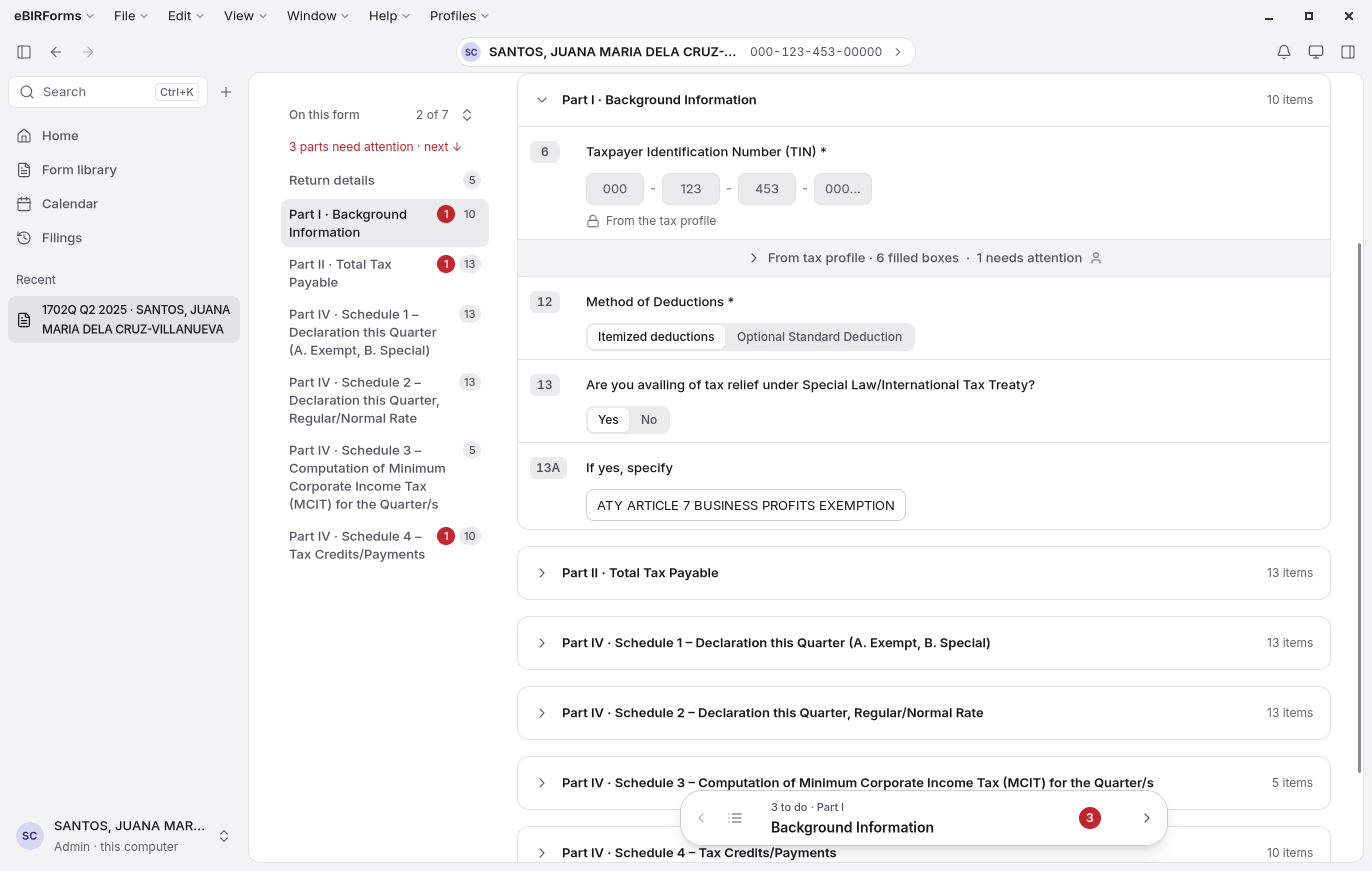 eBIRForms File Edit View Window Help Profiles
SC SANTOS, JUANA MARIA DELA CRUZ-... 000-123-453-00000
Search Ctrl+K
Home
Form library
Calendar
Filings
Recent
1702Q Q2 2025 · SANTOS, JUANA
MARIA DELA CRUZ-VILLANUEVA
SC SANTOS, JUANA MAR...
Admin · this computer
On this form 2 of 7
3 parts need attention · next ↓
Return details 5
Part I · Background 1 10
Information
Part II · Total Tax 1 13
Payable
Part IV · Schedule 1 – 13
Declaration this Quarter
(A. Exempt, B. Special)
Part IV · Schedule 2 – 13
Declaration this Quarter,
Regular/Normal Rate
Part IV · Schedule 3 – 5
Computation of Minimum
Corporate Income Tax
(MCIT) for the Quarter/s
Part IV · Schedule 4 – 1 10
Tax Credits/Payments
Part I · Background Information 10 items
6 Taxpayer Identification Number (TIN) *
000 - 123 - 453 - 000...
From the tax profile
From tax profile · 6 filled boxes · 1 needs attention
12 Method of Deductions *
Itemized deductions Optional Standard Deduction
13 Are you availing of tax relief under Special Law/International Tax Treaty?
Yes No
13A If yes, specify
ATY ARTICLE 7 BUSINESS PROFITS EXEMPTION
Part II · Total Tax Payable 13 items
Part IV · Schedule 1 – Declaration this Quarter (A. Exempt, B. Special) 13 items
Part IV · Schedule 2 – Declaration this Quarter, Regular/Normal Rate 13 items
Part IV · Schedule 3 – Computation of Minimum Corporate Income Tax (MCIT) for the Quarter/s 5 items
3 to do · Part I
Background Information 3
Part IV · Schedule 4 – Tax Credits/Payments 10 items